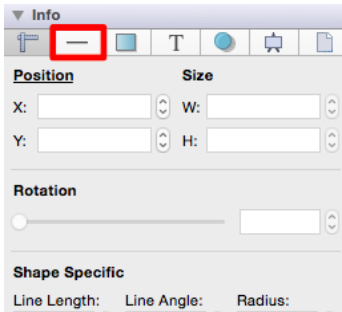 Info
T
Position Size
X: W:
Y: H:
Rotation
Shape Specific
Line Length: Line Angle: Radius: